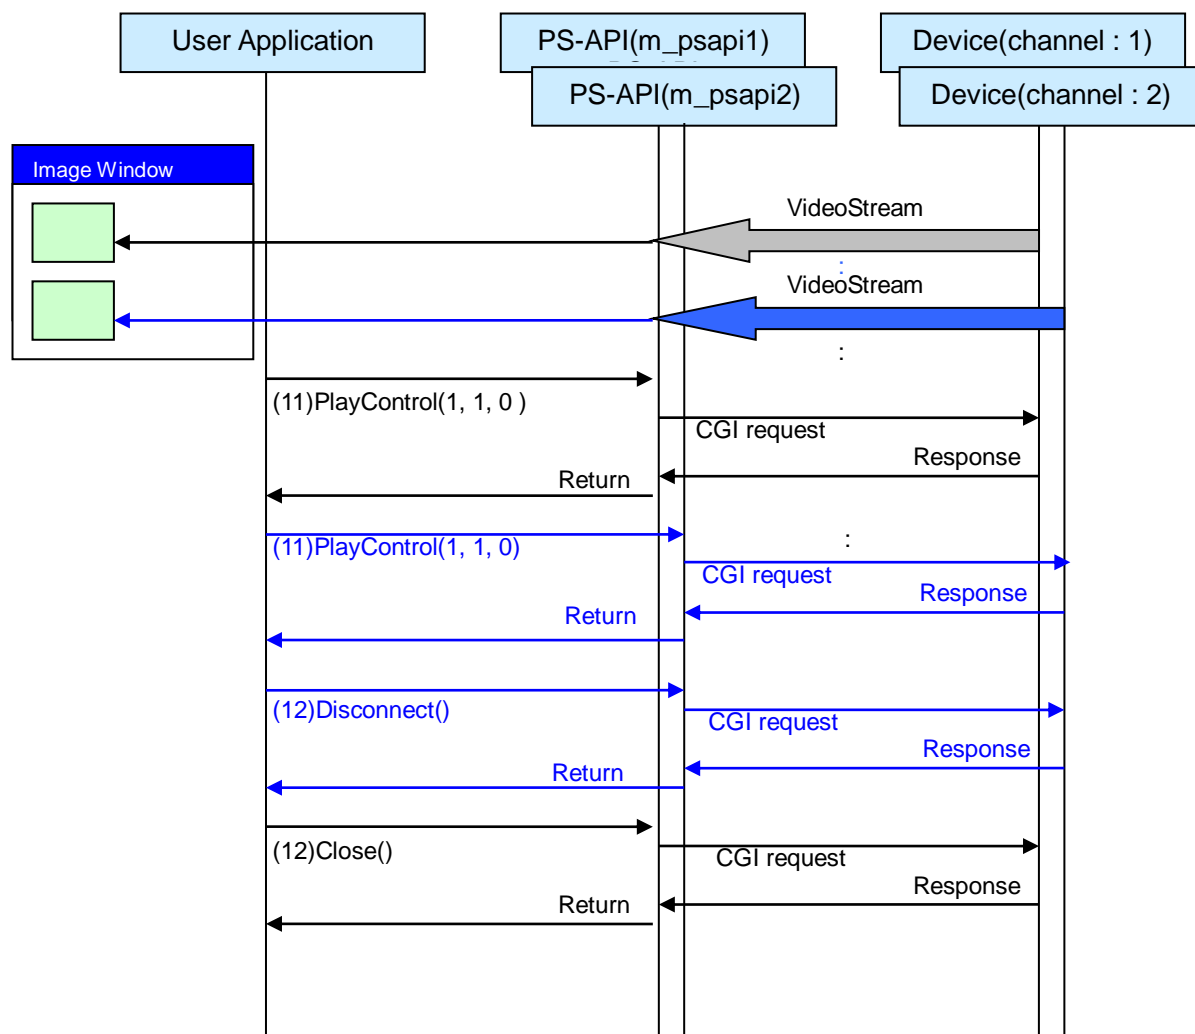 User Application
PS-API(m_psapi1)
Device(channel : 1)
PS-API(m_psapi2)
Device(channel : 2)
Image Window
VideoStream
:
VideoStream
:
(11)PlayControl(1, 1, 0 )
CGI request
Response
Return
(11)PlayControl(1, 1, 0)
:
CGI request
Response
Return
(12)Disconnect()
CGI request
Response
Return
(12)Close()
CGI request
Response
Return